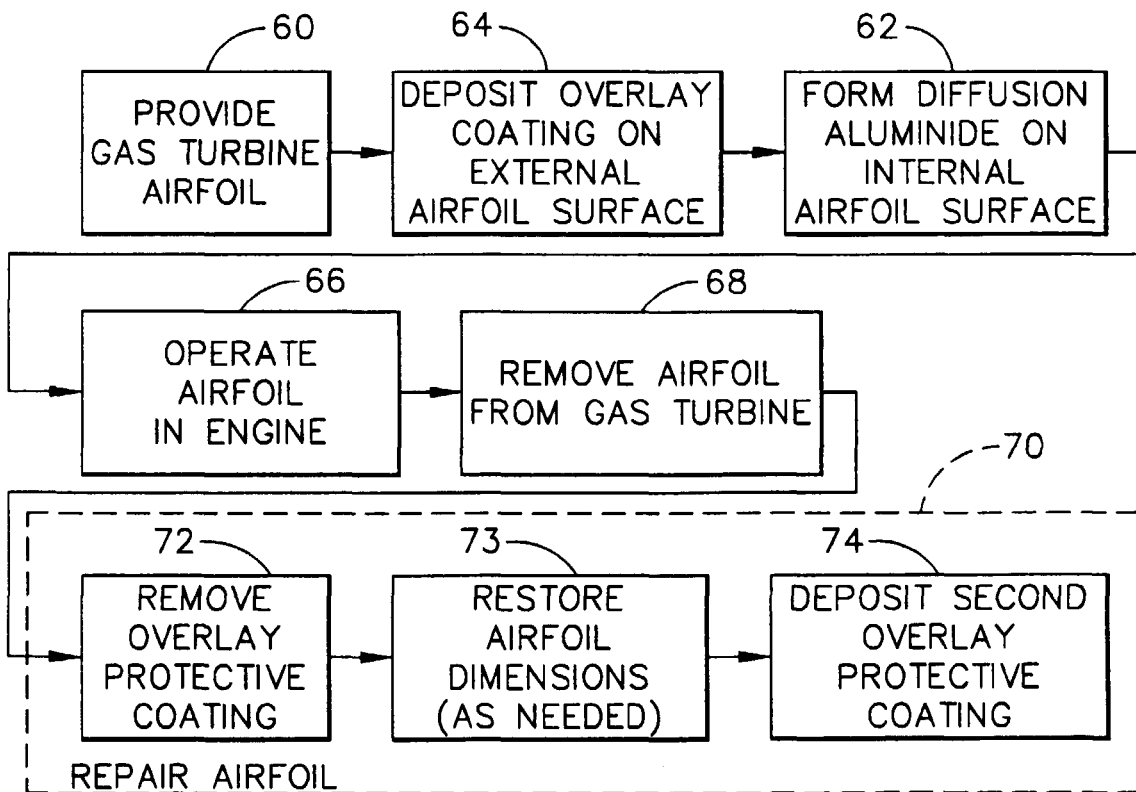 60
PROVIDE
GAS TURBINE
AIRFOIL
64
DEPOSIT OVERLAY
COATING ON
EXTERNAL
AIRFOIL SURFACE
62
FORM DIFFUSION
ALUMINIDE ON
INTERNAL
AIRFOIL SURFACE
66
OPERATE
AIRFOIL
IN ENGINE
68
REMOVE AIRFOIL
FROM GAS TURBINE
70
72
REMOVE
OVERLAY
PROTECTIVE
COATING
73
RESTORE
AIRFOIL
DIMENSIONS
(AS NEEDED)
74
DEPOSIT SECOND
OVERLAY
PROTECTIVE
COATING
REPAIR AIRFOIL